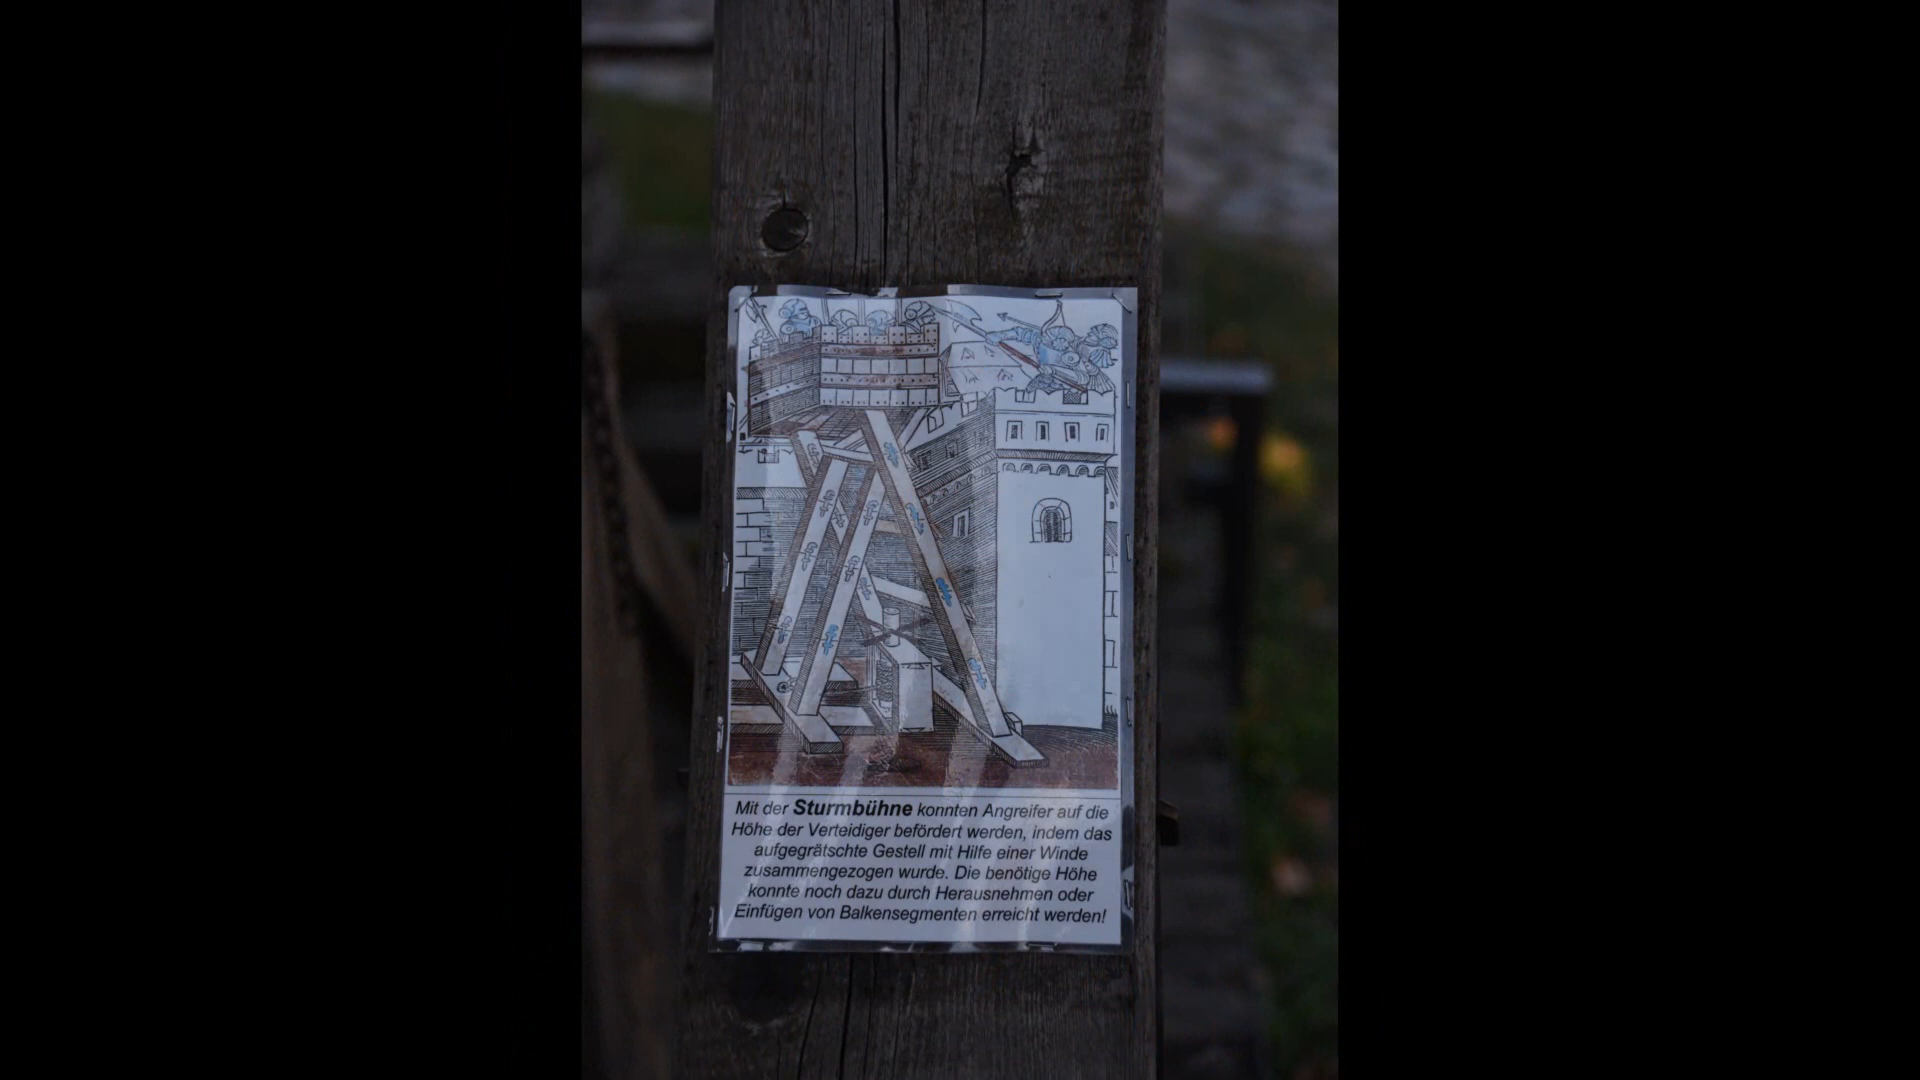 Mit der Sturmbühne konnten Angreifer auf die
Höhe der Verteidiger befördert werden, indem das
aufgegrätschte Gestell mit Hilfe einer Winde
zusammengezogen wurde. Die benötige Höhe
konnte noch dazu durch Herausnehmen oder
Einfügen von Balkensegmenten erreicht werden!